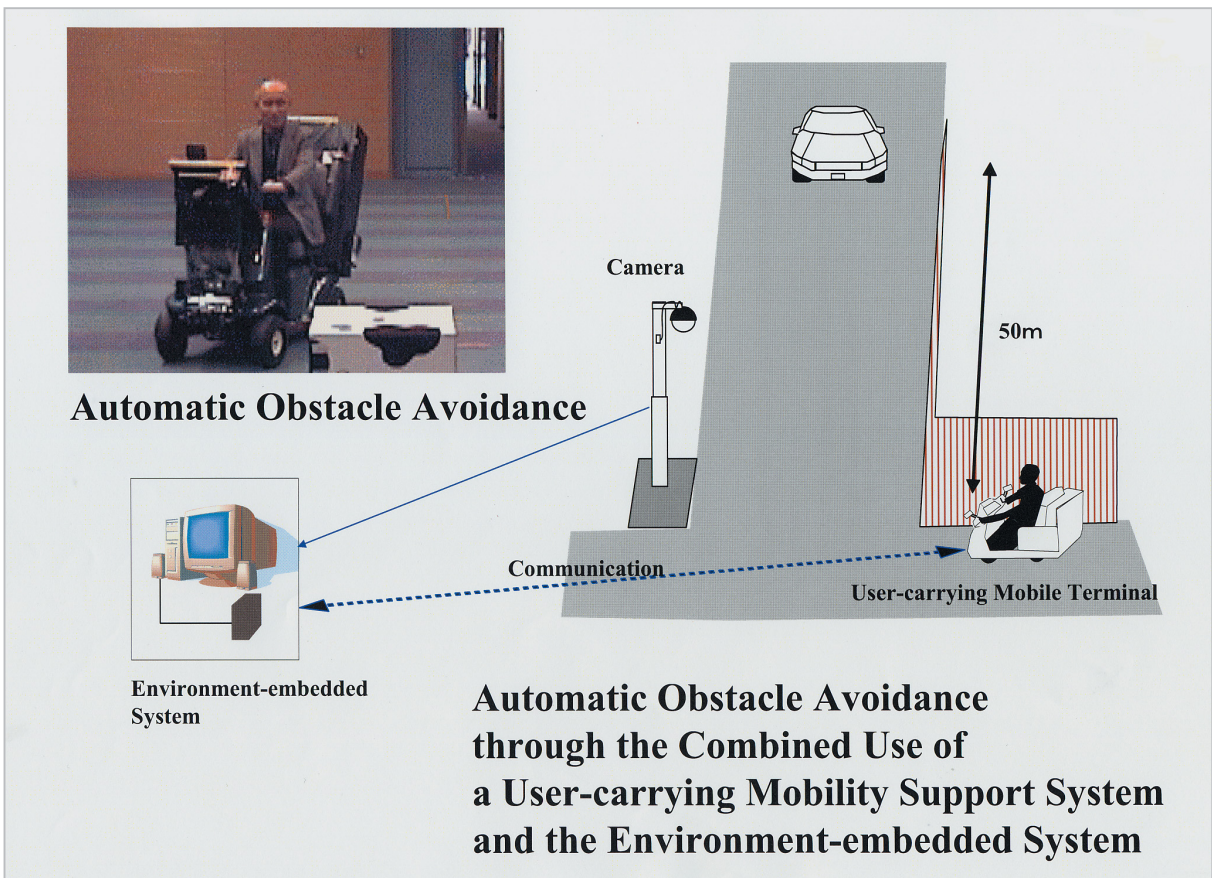 Automatic Obstacle Avoidance
Camera
50m
Communication
User-carrying Mobile Terminal
Environment-embedded
System
Automatic Obstacle Avoidance
through the Combined Use of
a User-carrying Mobility Support System
and the Environment-embedded System